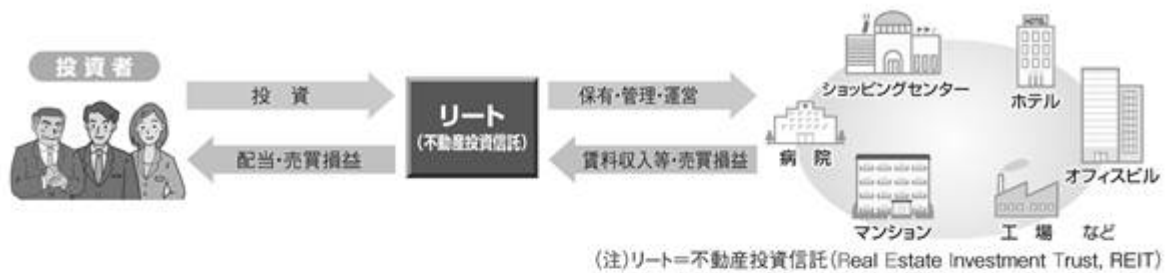 投資者
投 資
配当・売買損益
リート
(不動産投資信託)
保有・管理・運営
賃料収入等・売買損益
ショッピングセンター
HOTEL
ホテル
病 院
オフィスビル
マンション
工 場 など
(注)リート=不動産投資信託(Real Estate Investment Trust, REIT)